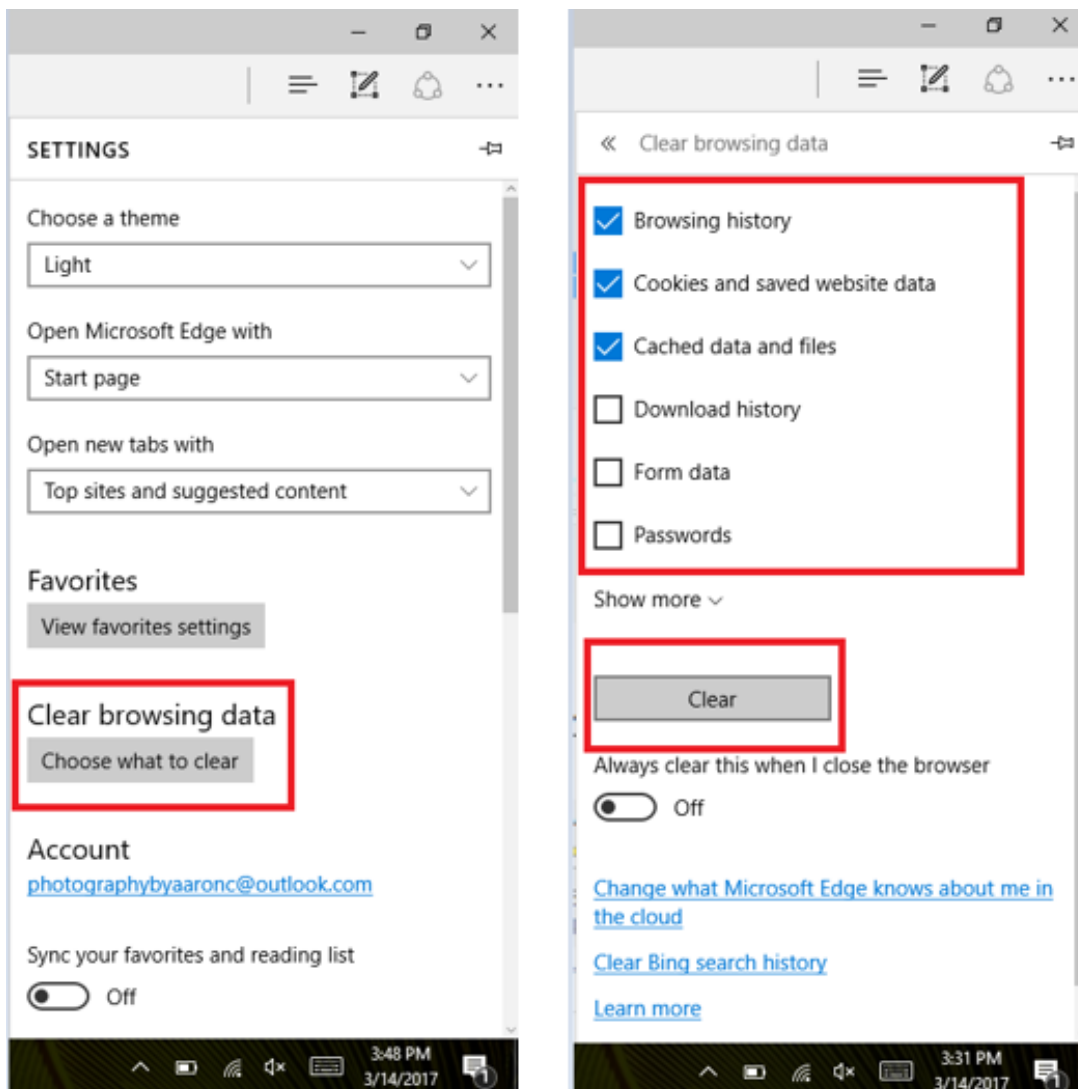 SETTINGS
Choose a theme
Light
Open Microsoft Edge with
Start page
Open new tabs with
Top sites and suggested content
Favorites
View favorites settings
Clear browsing data
Choose what to clear
Account
photographybyaaronc@outlook.com
Sync your favorites and reading list
Off
3:48 PM
3/14/2017
1
Clear browsing data
Browsing history
Cookies and saved website data
Cached data and files
Download history
Form data
Passwords
Show more
Clear
Always clear this when I close the browser
Off
Change what Microsoft Edge knows about me in
the cloud
Clear Bing search history
Learn more
3:31 PM
3/14/2017
1